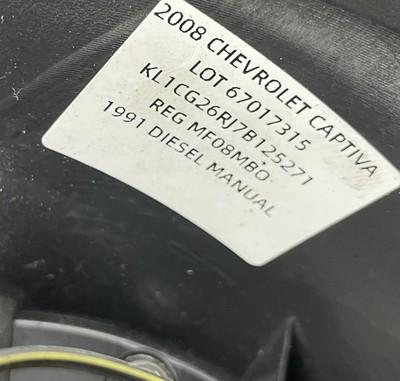 2008 CHEVROLET CAPTIVA
LOT 67017315
KL1CG26RJ7B125271
REG MF08MBO
1991 DIESEL MANUAL